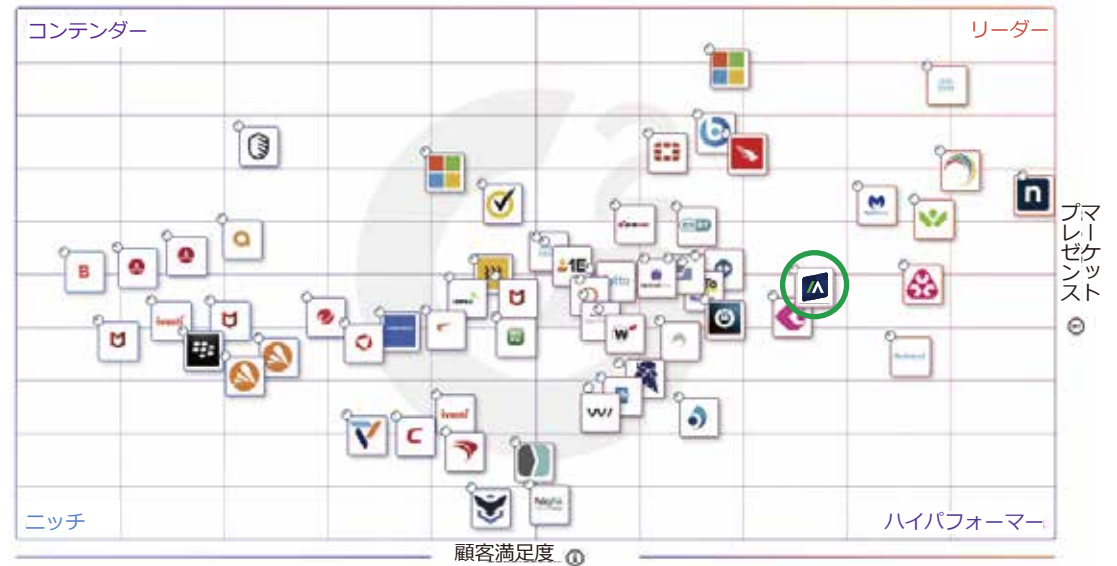 コンテンダー
リーダー
マーケット
プレゼンス
ニッチ
ハイパフォーマー
顧客満足度